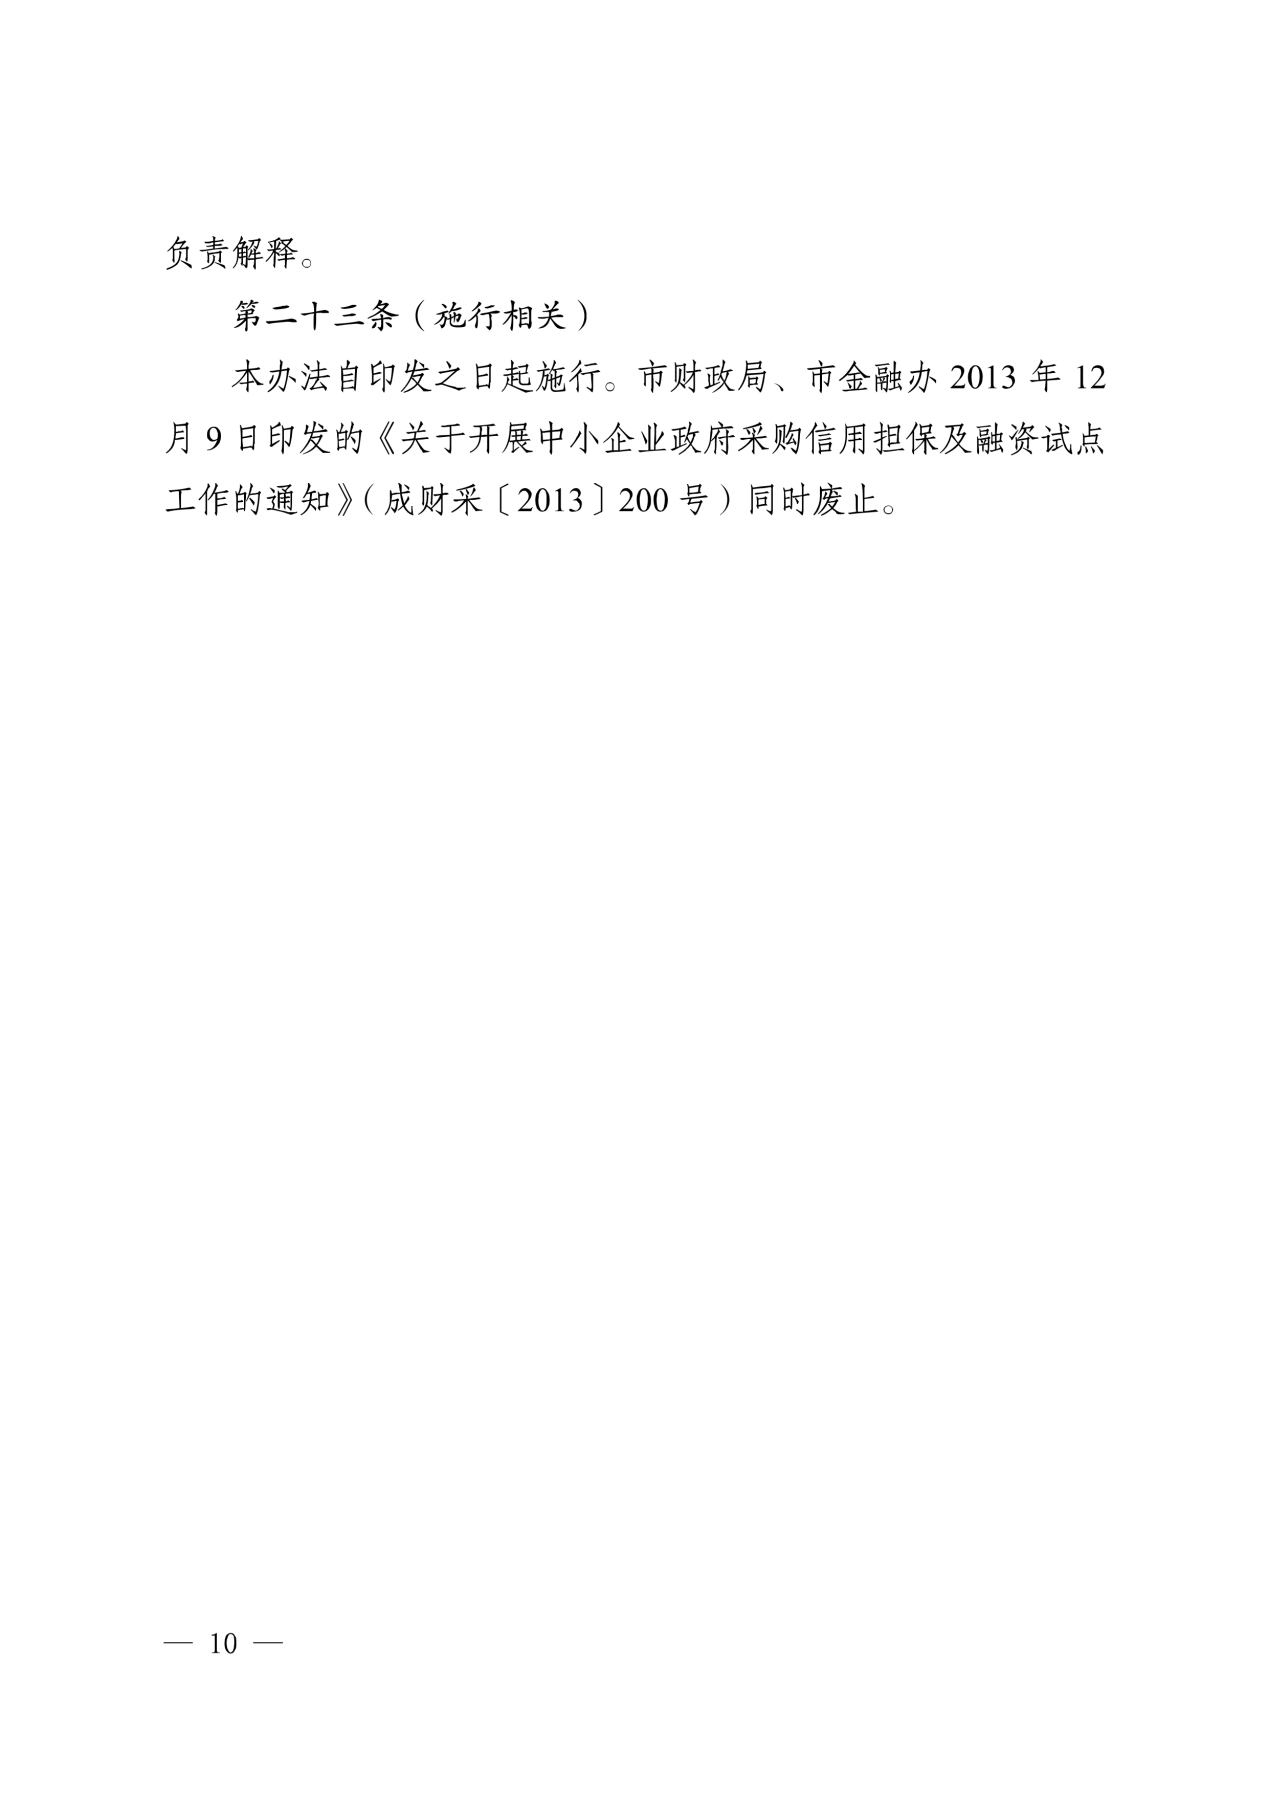 负责解释。
第二十三条（施行相关）
本办法自印发之日起施行。市财政局、市金融办 2013 年 12
月 9 日印发的《关于开展中小企业政府采购信用担保及融资试点
工作的通知》（成财采〔2013〕200 号）同时废止。
— 10 —